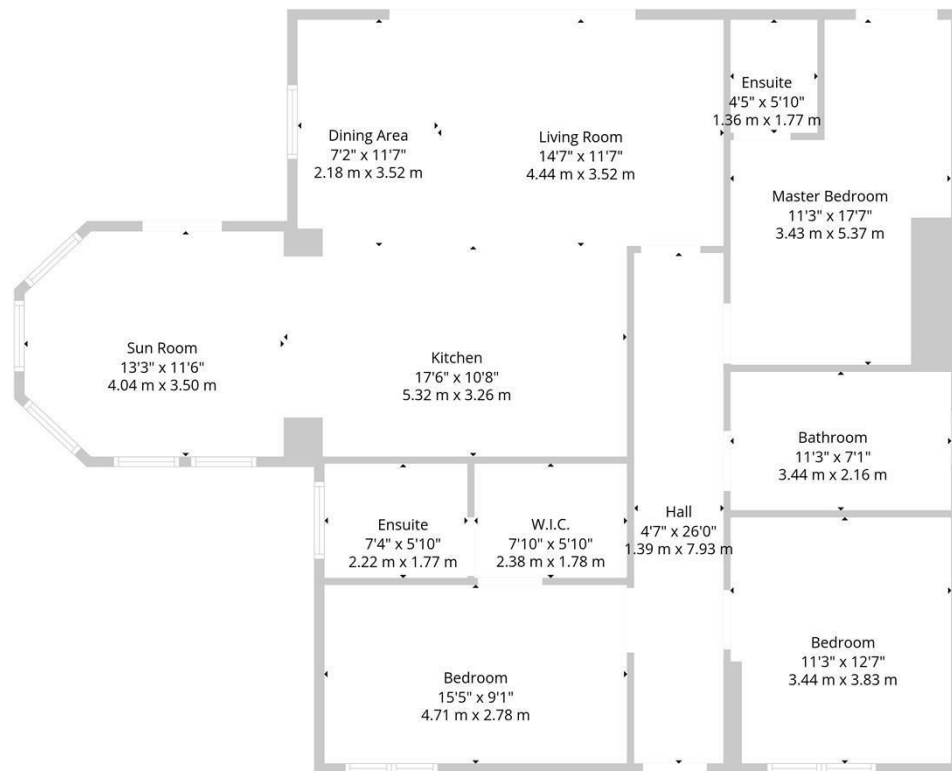 Dining Area
7'2" x 11'7"
2.18 m x 3.52 m
Living Room
14'7" x 11'7"
4.44 m x 3.52 m
Ensuite
4'5" x 5'10"
1.36 m x 1.77 m
Master Bedroom
11'3" x 17'7"
3.43 m x 5.37 m
Sun Room
13'3" x 11'6"
4.04 m x 3.50 m
Kitchen
17'6" x 10'8"
5.32 m x 3.26 m
Bathroom
11'3" x 7'1"
3.44 m x 2.16 m
Ensuite
7'4" x 5'10"
2.22 m x 1.77 m
W.I.C.
7'10" x 5'10"
2.38 m x 1.78 m
Hall
4'7" x 26'0"
1.39 m x 7.93 m
Bedroom
15'5" x 9'1"
4.71 m x 2.78 m
Bedroom
11'3" x 12'7"
3.44 m x 3.83 m